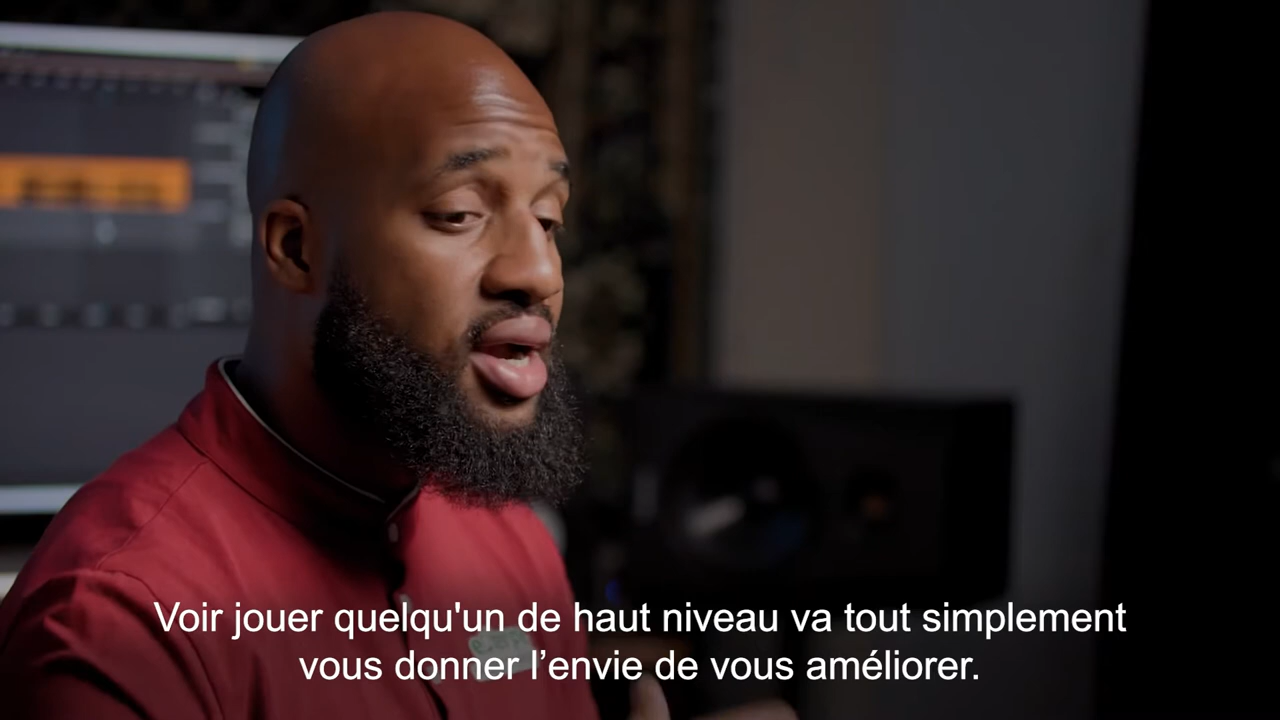 Voir jouer quelqu'un de haut niveau va tout simplement
vous donner l’envie de vous améliorer.